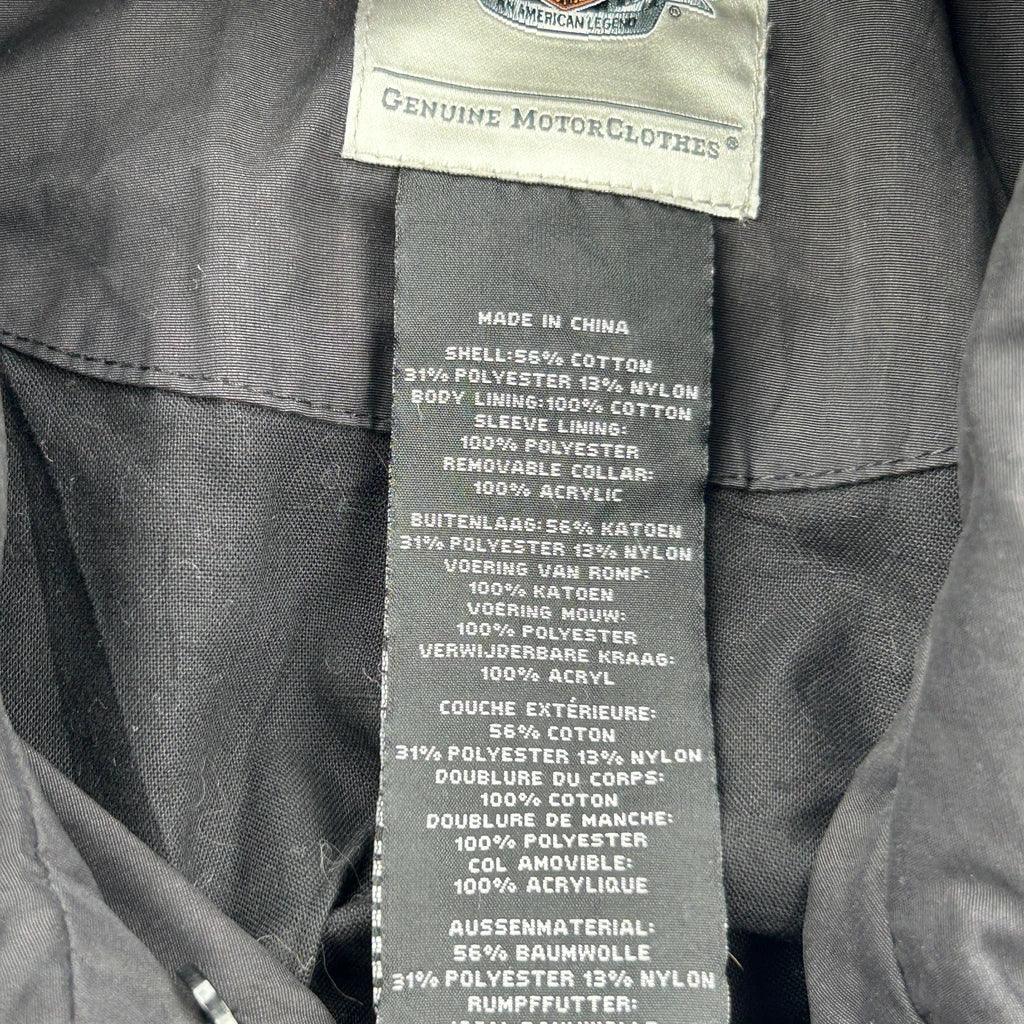 AN AMERICAN LEGEND
®
GENUINE MOTORCLOTHES®
MADE IN CHINA
SHELL:56% COTTON
31% POLYESTER 13% NYLON
BODY LINING:100% COTTON
SLEEVE LINING:
100% POLYESTER
REMOVABLE COLLAR:
100% ACRYLIC
BUITENLAAG:56% KATOEN
31% POLYESTER 13% NYLON
VOERING VAN ROMP:
100% KATOEN
VOERING MOUW:
100% POLYESTER
VERWIJDERBARE KRAAG:
100% ACRYL
COUCHE EXTÉRIEURE:
56% COTON
31% POLYESTER 13% NYLON
DOUBLURE DU CORPS:
100% COTON
DOUBLURE DE MANCHE:
100% POLYESTER
COL AMOVIBLE:
100% ACRYLIQUE
AUSSENMATERIAL:
56% BAUMWOLLE
31% POLYESTER 13% NYLON
RUMPFFUTTER: